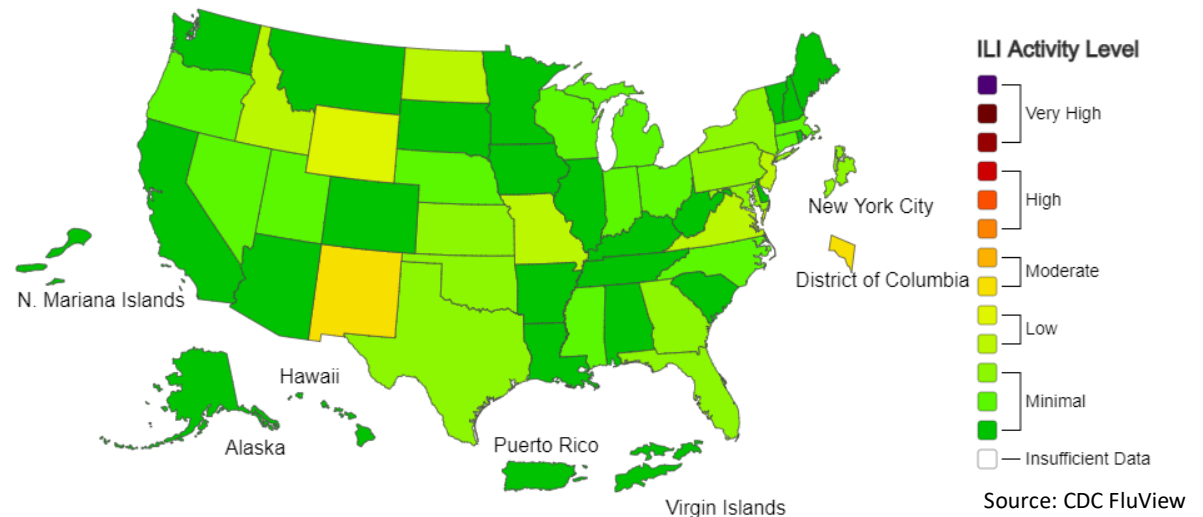 ILI Activity Level
Very High
High
Moderate
Low
Minimal
Insufficient Data
New York City
District of Columbia
N. Mariana Islands
Hawaii
Alaska
Puerto Rico
Virgin Islands
Source: CDC FluView